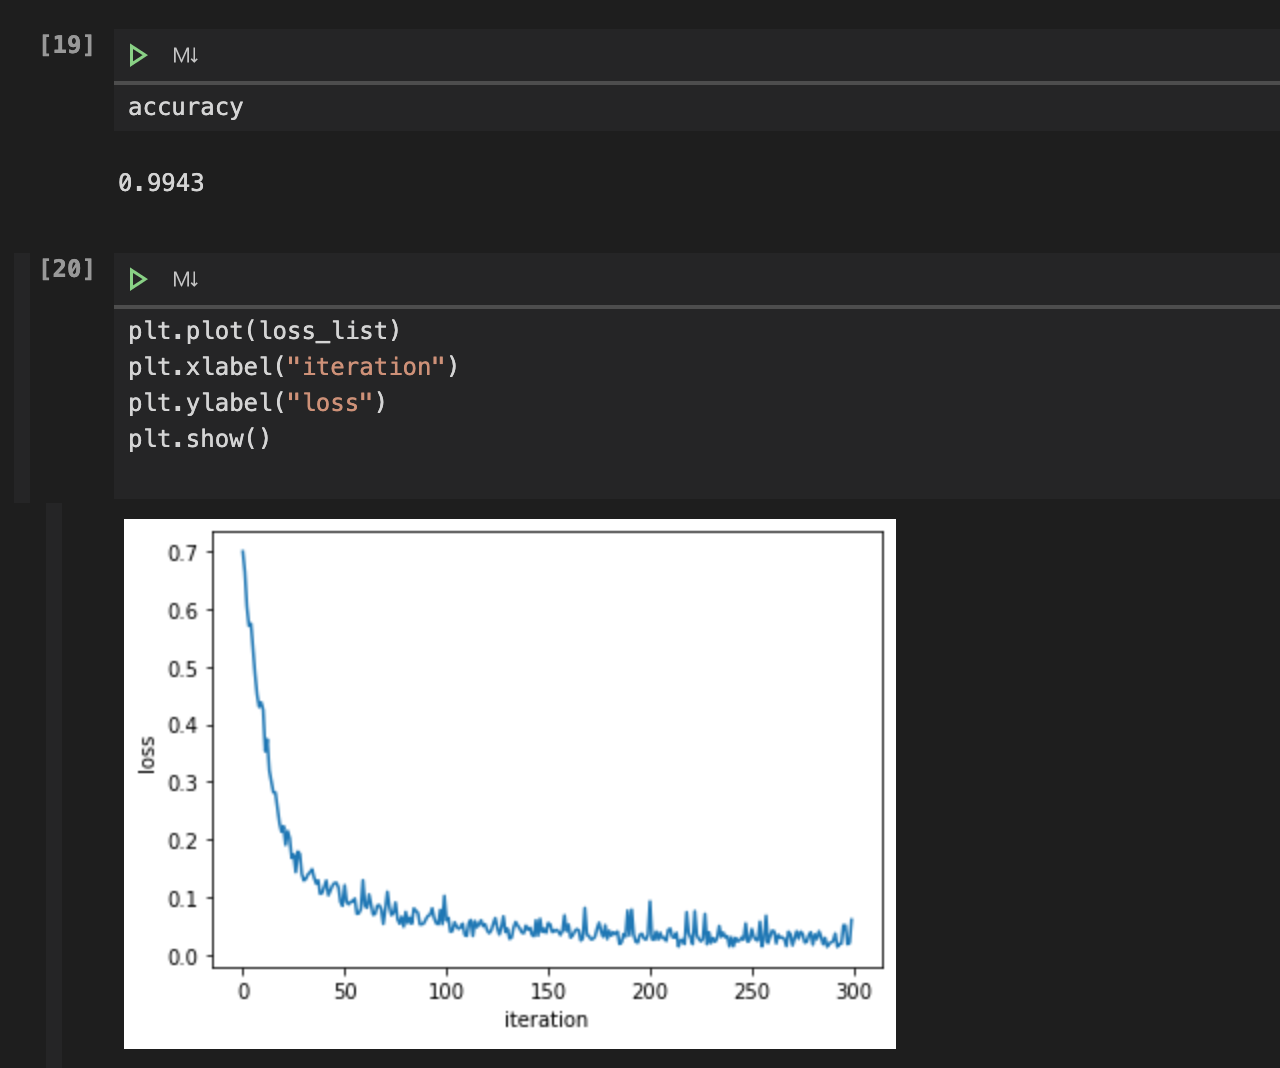 [19]
M↓
accuracy
0.9943
[20]
M↓
plt.plot(loss_list)
plt.xlabel("iteration")
plt.ylabel("loss")
plt.show()
0.7
0.6
0.5
0.4
0.3
0.2
0.1
0.0
loss
0 50 100 150 200 250 300
iteration